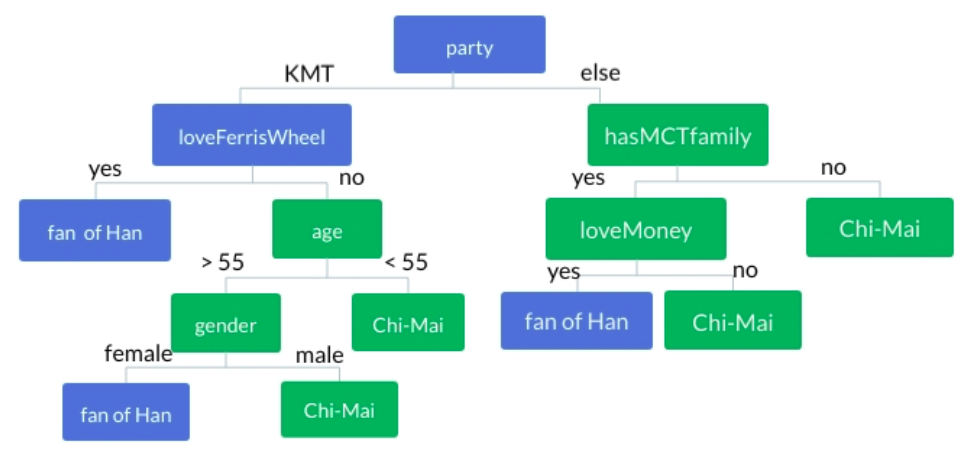 party
KMT
else
loveFerrisWheel
hasMCTfamily
yes
no
yes
no
fan of Han
age
loveMoney
Chi-Mai
> 55
< 55
yes
no
gender
Chi-Mai
fan of Han
Chi-Mai
female
male
fan of Han
Chi-Mai